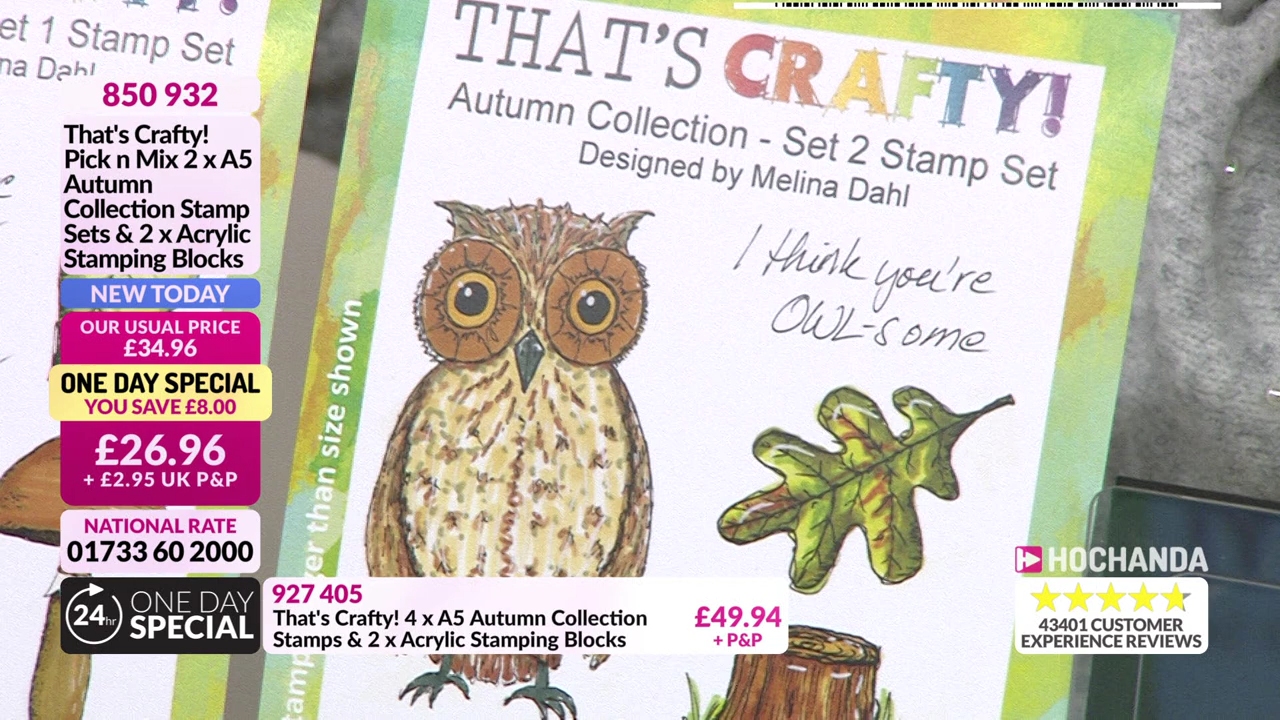 et 1 Stamp Set
na Dahl
THAT'S CRAFTY!
Autumn Collection - Set 2 Stamp Set
Designed by Melina Dahl
I think you're
OWL-some
than size shown
850 932
That's Crafty!
Pick n Mix 2 x A5
Autumn
Collection Stamp
Sets & 2 x Acrylic
Stamping Blocks
NEW TODAY
OUR USUAL PRICE
£34.96
ONE DAY SPECIAL
YOU SAVE £8.00
£26.96
+ £2.95 UK P&P
NATIONAL RATE
01733 60 2000
24hr
ONE DAY
SPECIAL
927 405
That's Crafty! 4 x A5 Autumn Collection
Stamps & 2 x Acrylic Stamping Blocks
£49.94
+ P&P
HOCHANDA
43401 CUSTOMER
EXPERIENCE REVIEWS